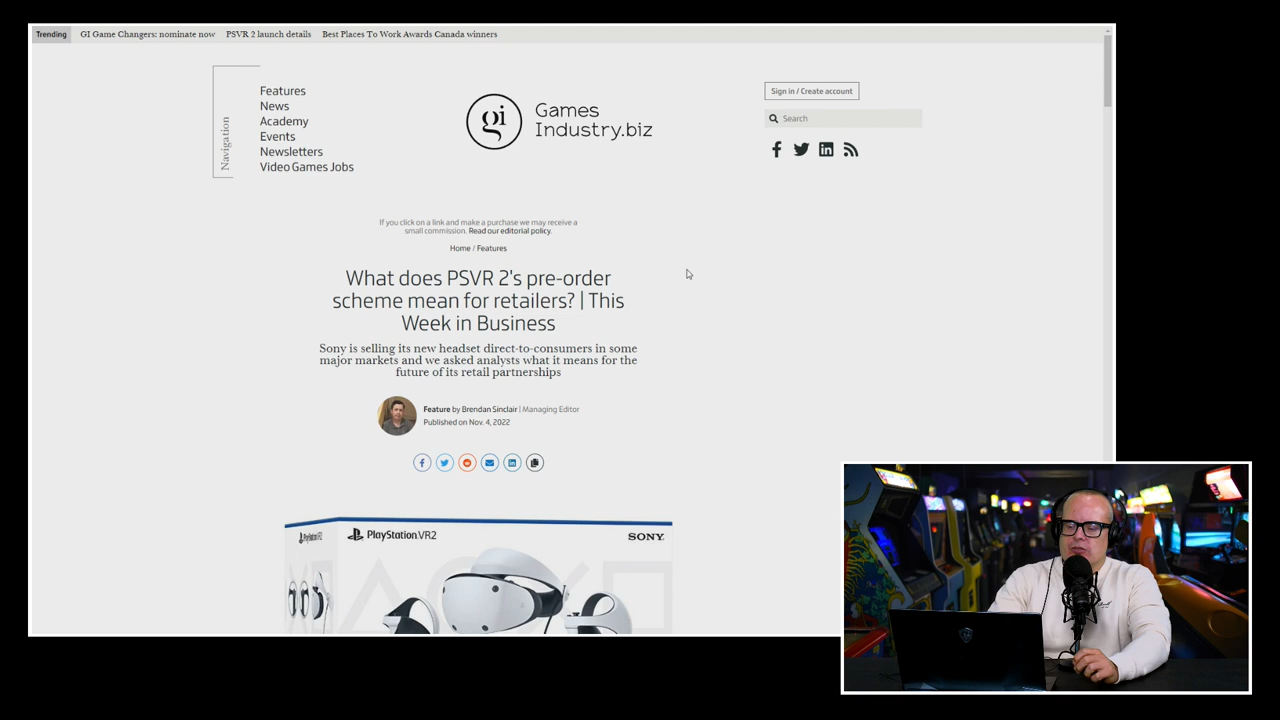 Trending
GI Game Changers: nominate now
PSVR 2 launch details
Best Places To Work Awards Canada winners
Navigation
Features
News
Academy
Events
Newsletters
Video Games Jobs
gi
Games
Industry.biz
Sign in / Create account
Search
If you click on a link and make a purchase we may receive a
small commission. Read our editorial policy.
Home / Features
What does PSVR 2's pre-order
scheme mean for retailers? | This
Week in Business
Sony is selling its new headset direct-to-consumers in some
major markets and we asked analysts what it means for the
future of its retail partnerships
Feature by Brendan Sinclair | Managing Editor
Published on Nov. 4, 2022
PlayStation VR2
SONY